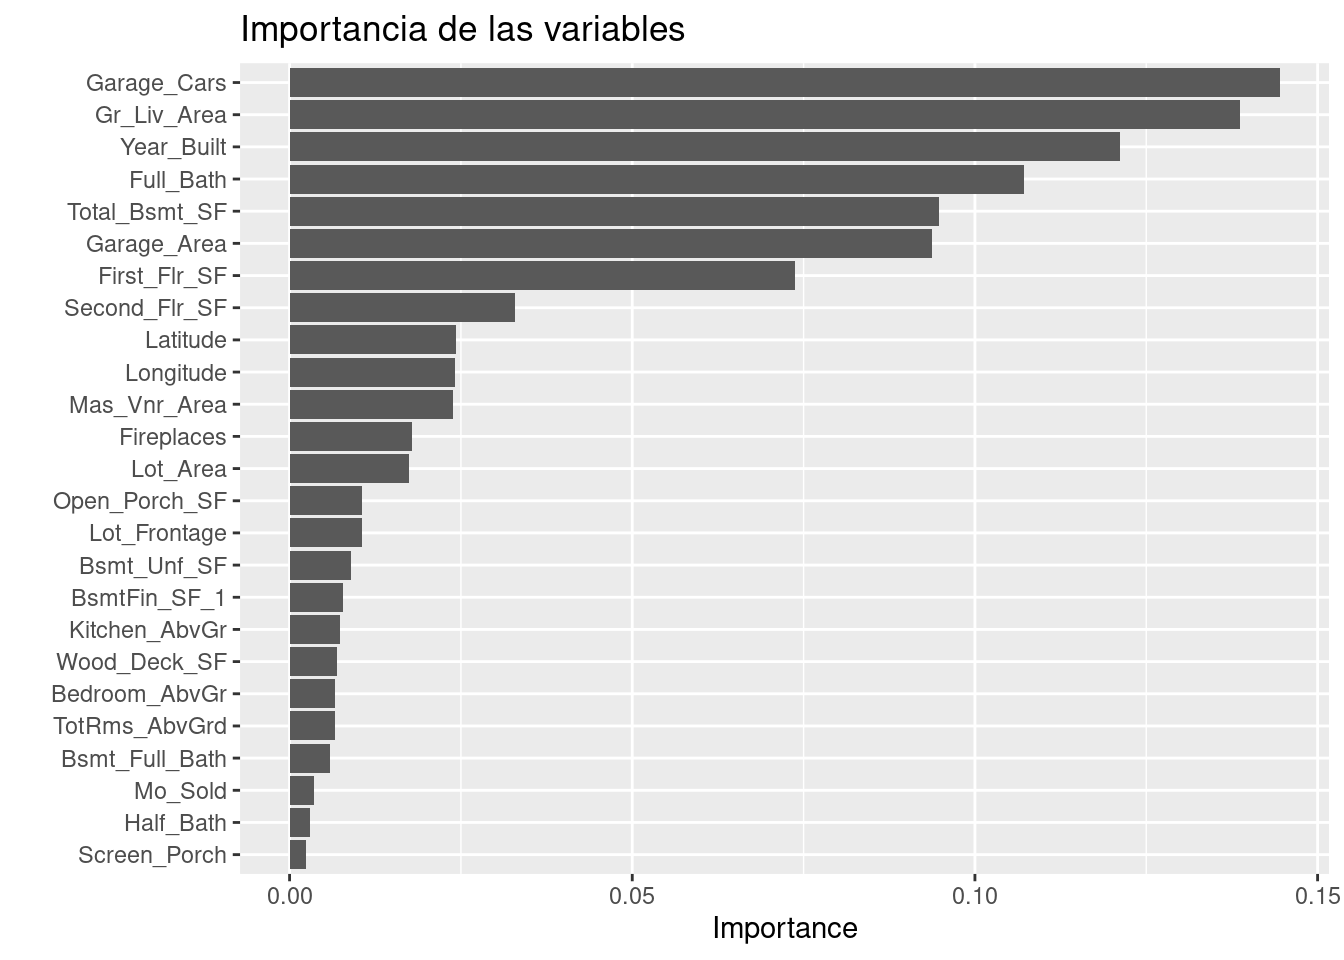 Importancia de las variables
Garage_Cars
Gr_Liv_Area
Year_Built
Full_Bath
Total_Bsmt_SF
Garage_Area
First_Flr_SF
Second_Flr_SF
Latitude
Longitude
Mas_Vnr_Area
Fireplaces
Lot_Area
Open_Porch_SF
Lot_Frontage
Bsmt_Unf_SF
BsmtFin_SF_1
Kitchen_AbvGr
Wood_Deck_SF
Bedroom_AbvGr
TotRms_AbvGrd
Bsmt_Full_Bath
Mo_Sold
Half_Bath
Screen_Porch
0.00 0.05 0.10 0.15
Importance